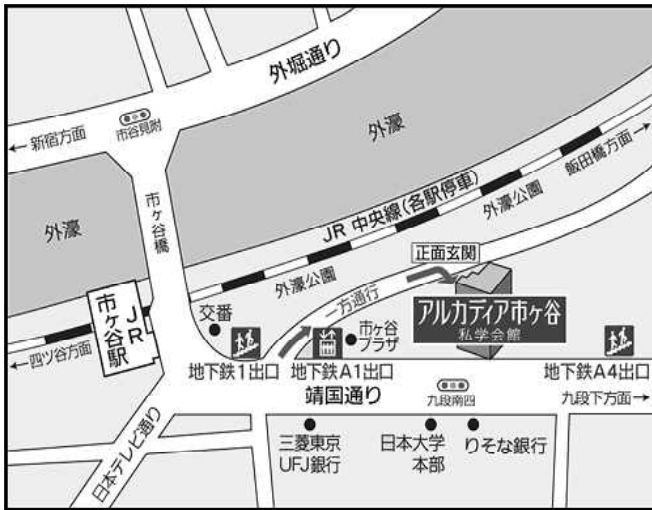 外堀通り
←新宿方面
市谷見附
外濠
飯田橋方面→
市ヶ谷橋
JR 中央線(各駅停車)
外濠公園
外濠
正面玄関
外濠公園
一方通行
アルカディア市ヶ谷
私学会館
JR
市ヶ谷駅
交番
市ヶ谷
プラザ
←四ツ谷方面
地下鉄1出口
地下鉄A1出口
地下鉄A4出口
靖国通り
九段南四
九段下方面→
日本テレビ通り
三菱東京
UFJ銀行
日本大学
本部
りそな銀行